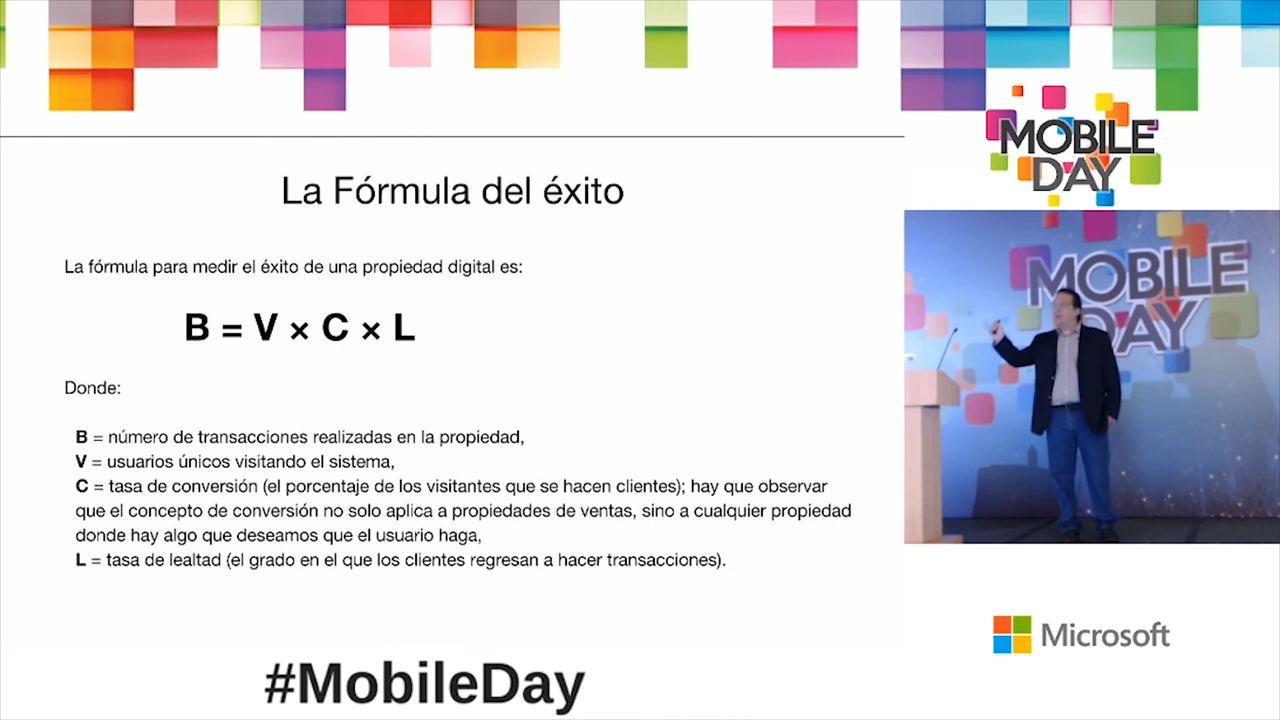 La Fórmula del éxito
La fórmula para medir el éxito de una propiedad digital es:
B = V × C × L
Donde:
B = número de transacciones realizadas en la propiedad,
V = usuarios únicos visitando el sistema,
C = tasa de conversión (el porcentaje de los visitantes que se hacen clientes); hay que observar
que el concepto de conversión no solo aplica a propiedades de ventas, sino a cualquier propiedad
donde hay algo que deseamos que el usuario haga,
L = tasa de lealtad (el grado en el que los clientes regresan a hacer transacciones).
#MobileDay
MOBILE
DAY
MOBILE
DAY
Microsoft